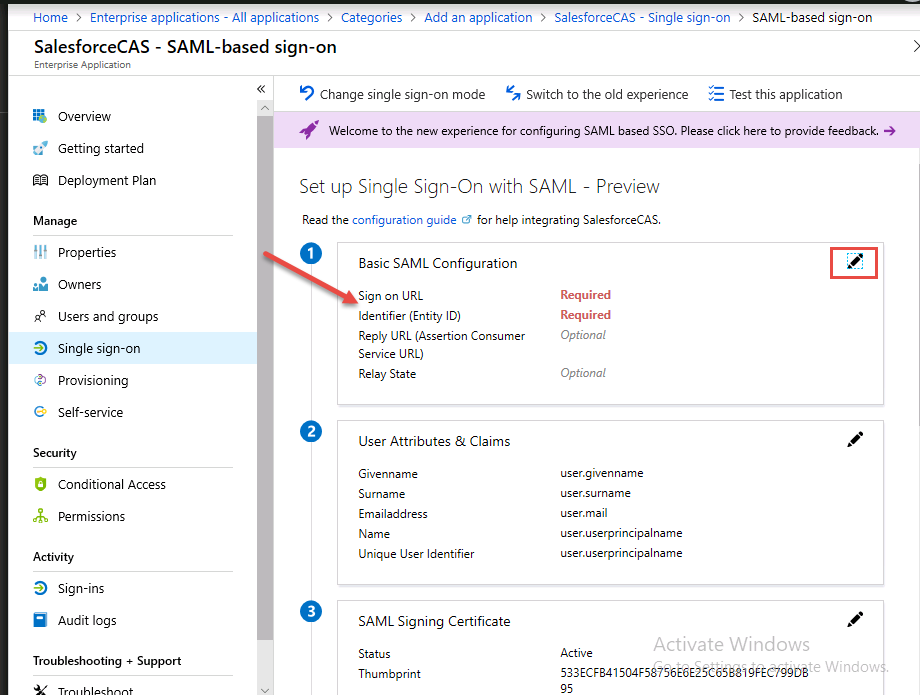 Home > Enterprise applications - All applications > Categories > Add an application > SalesforceCAS - Single sign-on > SAML-based sign-on
SalesforceCAS - SAML-based sign-on
Enterprise Application
«
Overview
Getting started
Deployment Plan
Manage
Properties
Owners
Users and groups
Single sign-on
Provisioning
Self-service
Security
Conditional Access
Permissions
Activity
Sign-ins
Audit logs
Troubleshooting + Support
Troubleshoot
Change single sign-on mode Switch to the old experience Test this application
Welcome to the new experience for configuring SAML based SSO. Please click here to provide feedback. →
Set up Single Sign-On with SAML - Preview
Read the configuration guide for help integrating SalesforceCAS.
1
Basic SAML Configuration
Sign on URL Required
Identifier (Entity ID) Required
Reply URL (Assertion Consumer Optional
Service URL)
Relay State Optional
2
User Attributes & Claims
Givenname user.givenname
Surname user.surname
Emailaddress user.mail
Name user.userprincipalname
Unique User Identifier user.userprincipalname
3
SAML Signing Certificate
Status Active
Thumbprint 533ECFB41504F58756E6E25C65B819FEC799DB
95
Activate Windows
Go to Settings to activate Windows.